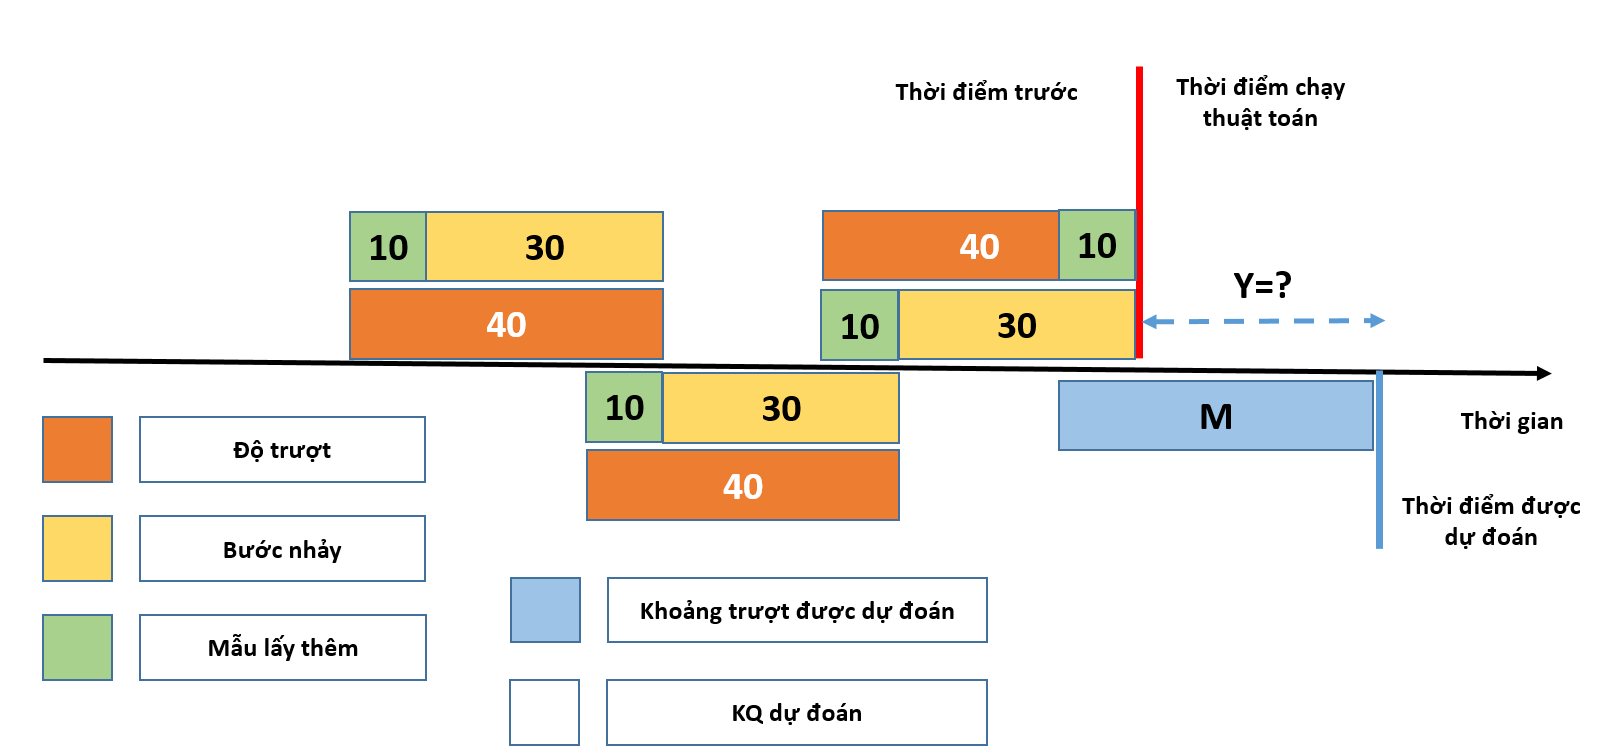 Thời điểm trước
Thời điểm chạy
thuật toán
10
30
40
10
40
10
30
Y=?
10
30
40
M
Thời gian
Thời điểm được
dự đoán
Độ trượt
Bước nhảy
Mẫu lấy thêm
Khoảng trượt được dự đoán
KQ dự đoán